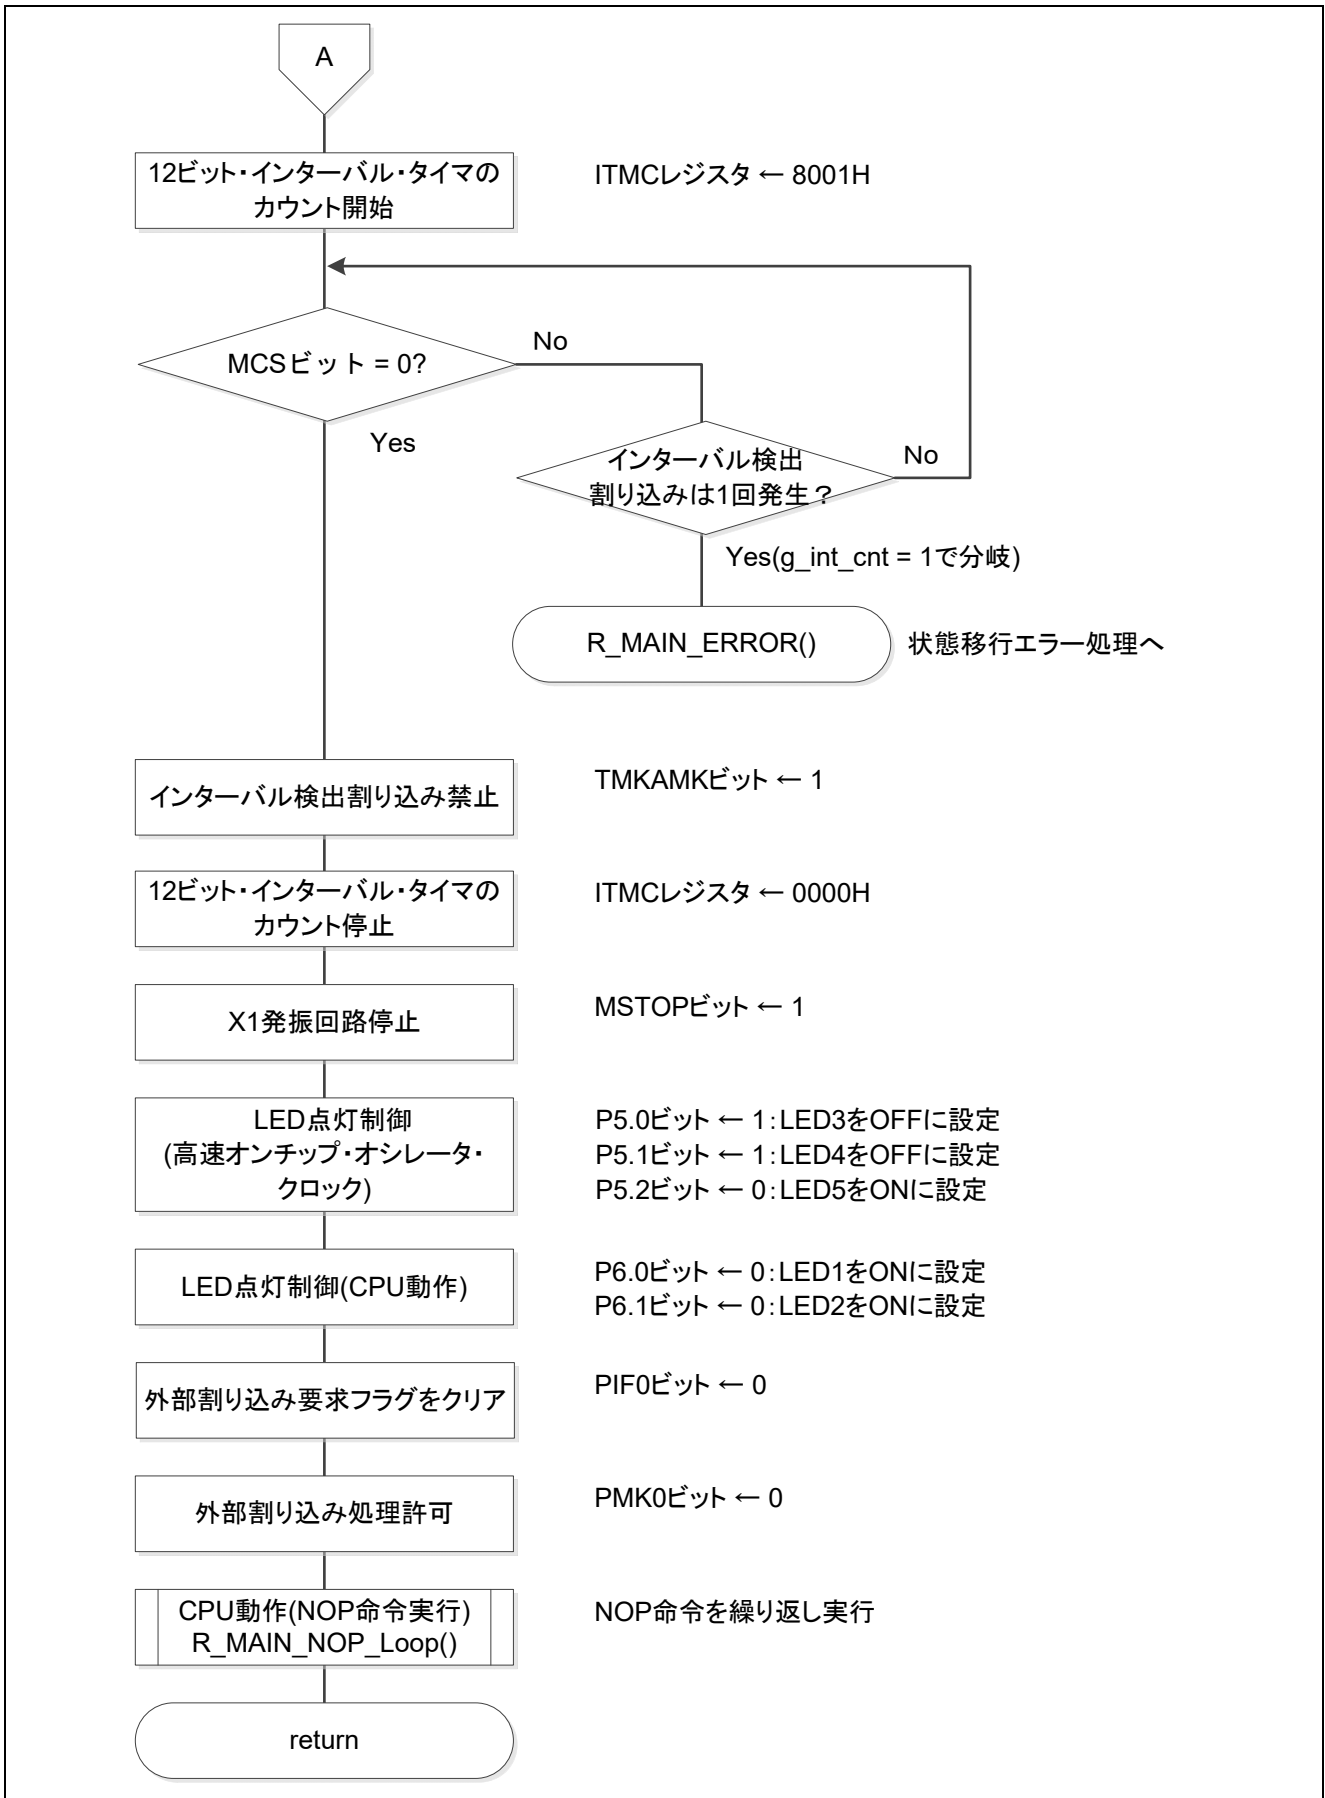 A
12ビット・インターバル・タイマの
カウント開始
ITMCレジスタ ← 8001H
MCSビット = 0?
No
Yes
インターバル検出
割り込みは1回発生？
No
Yes(g_int_cnt = 1で分岐)
R_MAIN_ERROR()
状態移行エラー処理へ
インターバル検出割り込み禁止
TMKAMKビット ← 1
12ビット・インターバル・タイマの
カウント停止
ITMCレジスタ ← 0000H
X1発振回路停止
MSTOPビット ← 1
LED点灯制御
(高速オンチップ・オシレータ・
クロック)
P5.0ビット ← 1：LED3をOFFに設定
P5.1ビット ← 1：LED4をOFFに設定
P5.2ビット ← 0：LED5をONに設定
LED点灯制御(CPU動作)
P6.0ビット ← 0：LED1をONに設定
P6.1ビット ← 0：LED2をONに設定
外部割り込み要求フラグをクリア
PIF0ビット ← 0
外部割り込み処理許可
PMK0ビット ← 0
CPU動作(NOP命令実行)
R_MAIN_NOP_Loop()
NOP命令を繰り返し実行
return